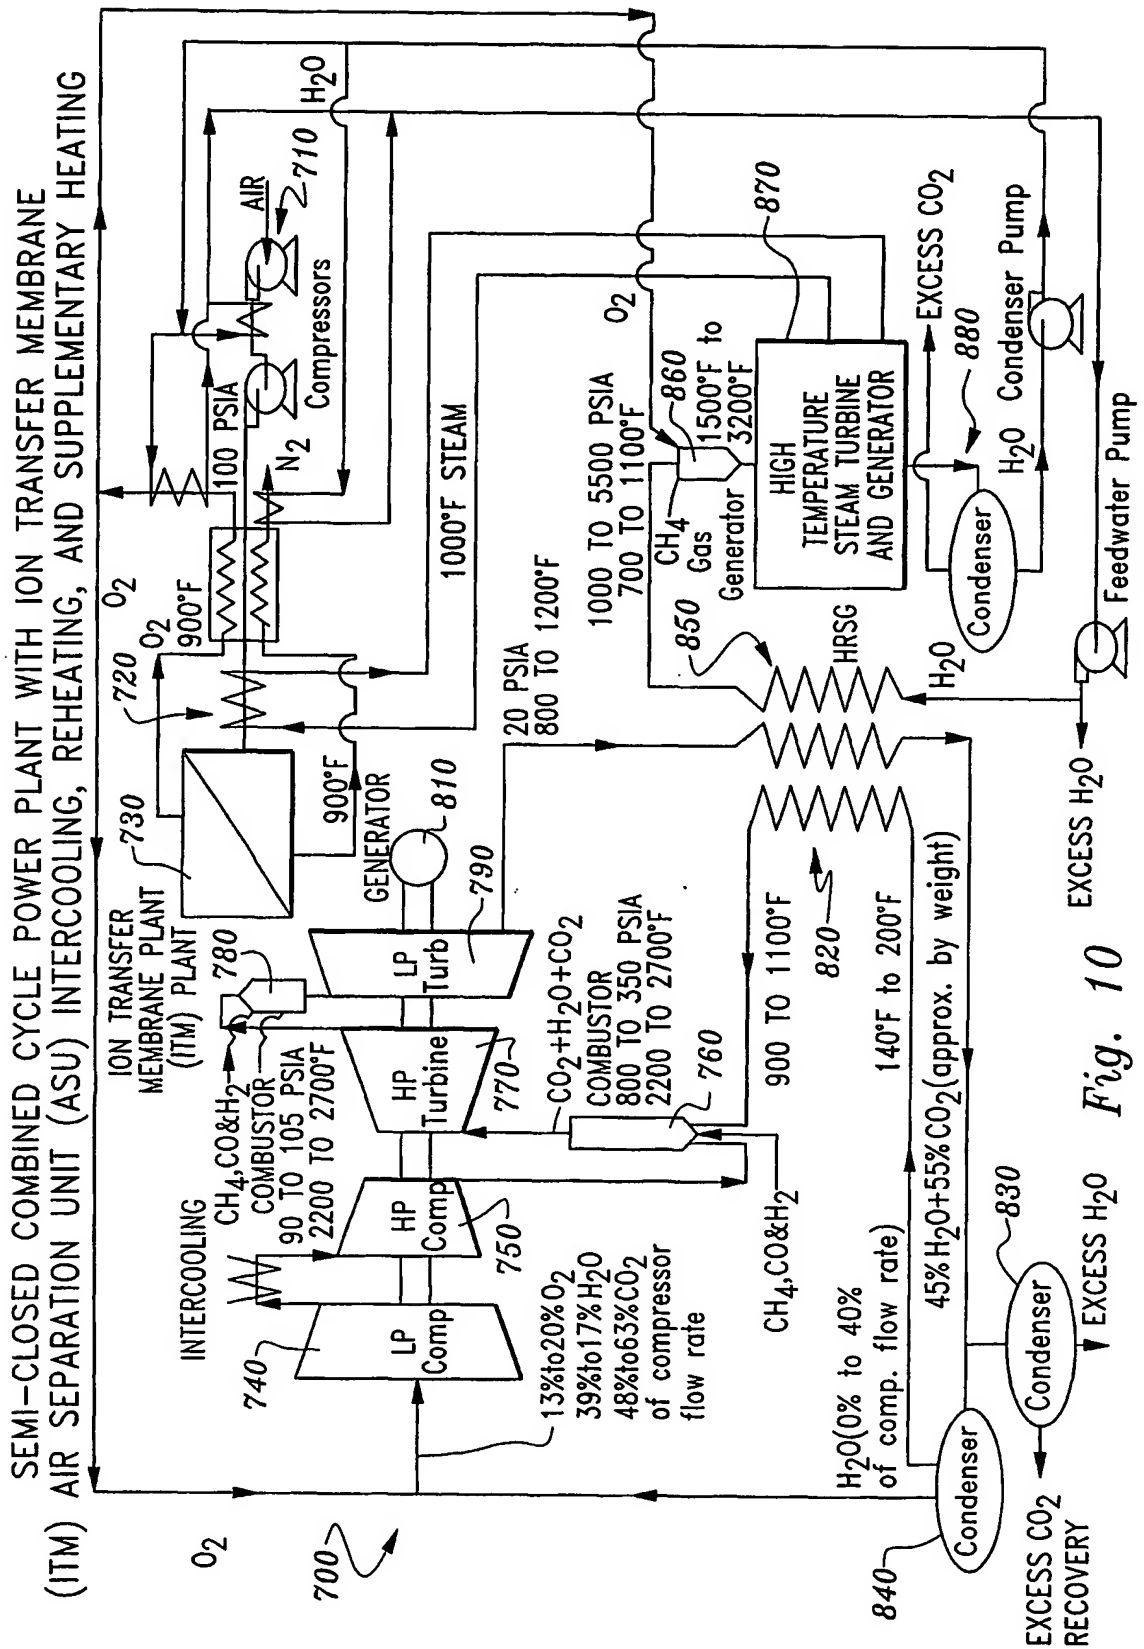 SEMI-CLOSED COMBINED CYCLE POWER PLANT WITH ION TRANSFER MEMBRANE
(ITM) AIR SEPARATION UNIT (ASU) INTERCOOLING, REHEATING, AND SUPPLEMENTARY HEATING
O2
O2
700
740
LP
Comp
INTERCOOLING
HP
Comp
750
CH4,CO&H2
COMBUSTOR
90 TO 105 PSIA
2200 TO 2700°F
780
HP
Turbine
770
LP
Turb
790
GENERATOR
810
ION TRANSFER
MEMBRANE PLANT
(ITM) PLANT
730
720
O2
900°F
900°F
100 PSIA
N2
Compressors
AIR
710
H2O
1000°F STEAM
13%to20%O2
39%to17%H2O
48%to63%CO2
of compressor
flow rate
CO2+H2O+CO2
COMBUSTOR
800 to 350 PSIA
2200 TO 2700°F
760
CH4,CO&H2
20 PSIA
800 TO 1200°F
900 TO 1100°F
820
850
HRSG
H2O
O2
1000 TO 5500 PSIA
700 TO 1100°F
CH4
Gas
Generator
860
1500°F to
3200°F
870
HIGH
TEMPERATURE
STEAM TURBINE
AND GENERATOR
EXCESS CO2
880
Condenser
H2O Condenser Pump
Feedwater Pump
EXCESS H2O
140°F to 200°F
H2O(0% to 40%
of comp. flow rate)
45%H2O+55%CO2(approx. by weight)
840
Condenser
830
Condenser
EXCESS H2O
EXCESS CO2
RECOVERY
Fig. 10